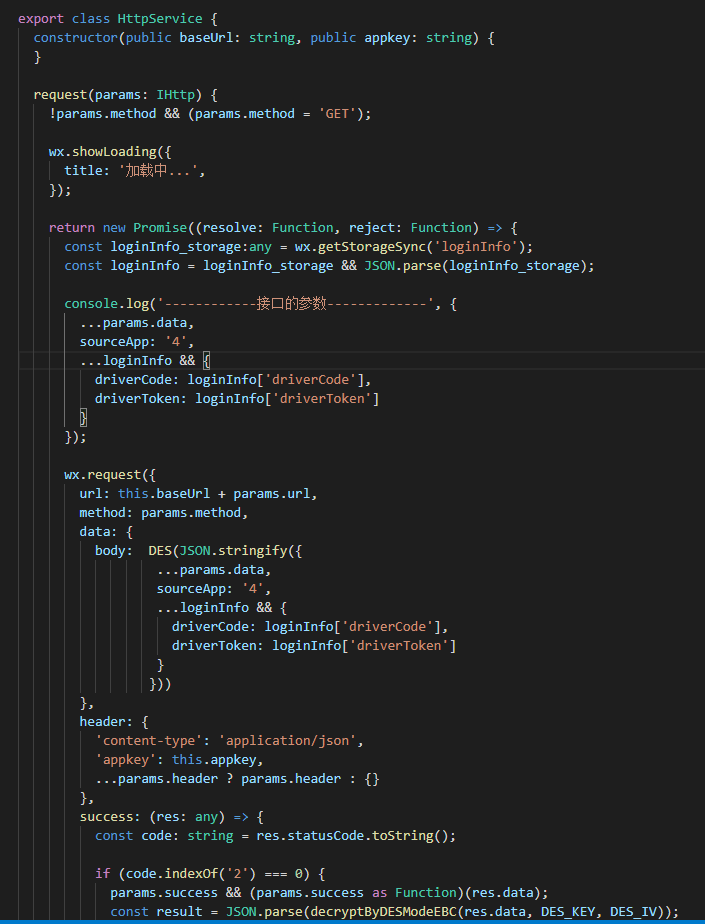 export class HttpService {
constructor(public baseUrl: string, public appkey: string) {
}
request(params: IHttp) {
!params.method && (params.method = 'GET');
wx.showLoading({
title: '加载中...',
});
return new Promise((resolve: Function, reject: Function) => {
const loginInfo_storage:any = wx.getStorageSync('loginInfo');
const loginInfo = loginInfo_storage && JSON.parse(loginInfo_storage);
console.log('------------接口的参数-------------', {
...params.data,
sourceApp: '4',
...loginInfo && {
driverCode: loginInfo['driverCode'],
driverToken: loginInfo['driverToken']
}
});
wx.request({
url: this.baseUrl + params.url,
method: params.method,
data: {
body:  DES(JSON.stringify({
...params.data,
sourceApp: '4',
...loginInfo && {
driverCode: loginInfo['driverCode'],
driverToken: loginInfo['driverToken']
}
}))
},
header: {
'content-type': 'application/json',
'appkey': this.appkey,
...params.header ? params.header : {}
},
success: (res: any) => {
const code: string = res.statusCode.toString();
if (code.indexOf('2') === 0) {
params.success && (params.success as Function)(res.data);
const result = JSON.parse(decryptByDESModeEBC(res.data, DES_KEY, DES_IV));